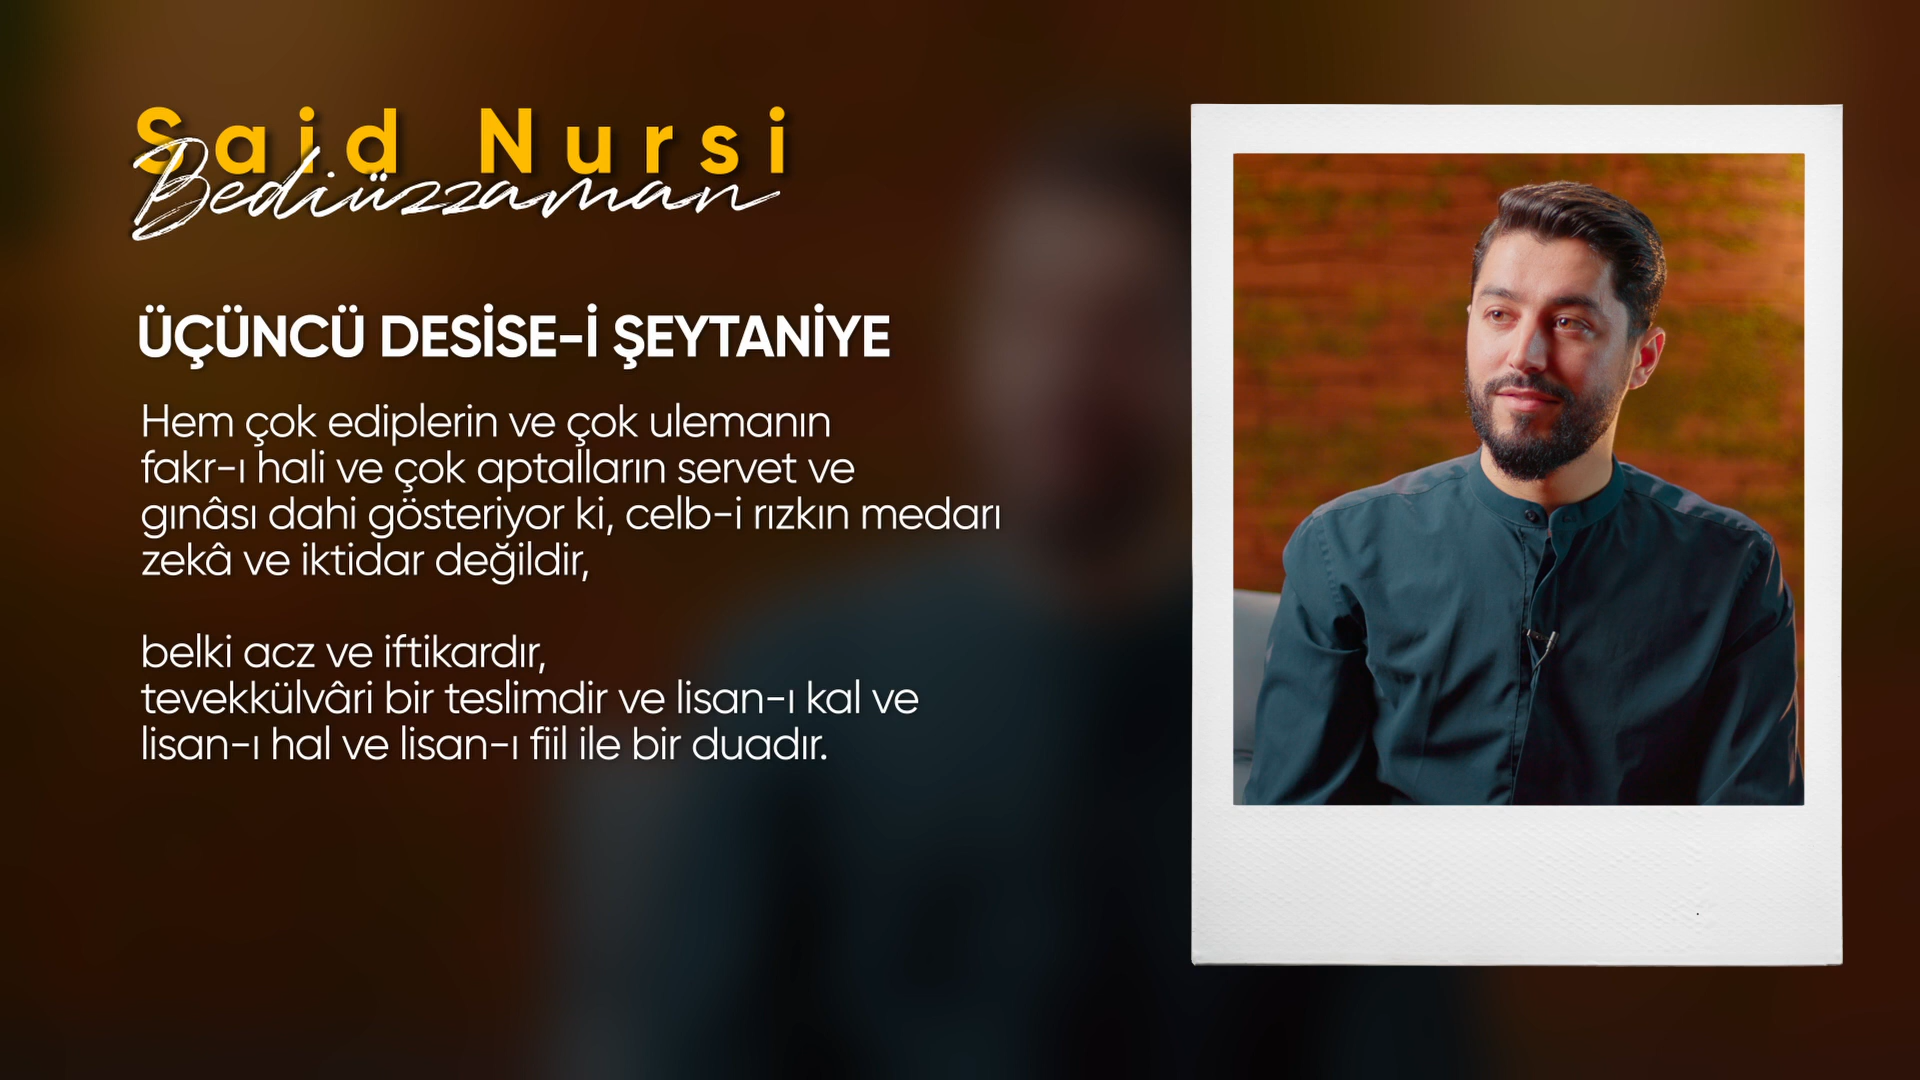 Said Nursi
Bediüzzaman
ÜÇÜNCÜ DESİSE-İ ŞEYTANİYE
Hem çok ediplerin ve çok ulemanın
fakr-ı hali ve çok aptalların servet ve
gınâsı dahi gösteriyor ki, celb-i rızkın medarı
zekâ ve iktidar değildir,
belki acz ve iftikardır,
tevekkülvâri bir teslimdir ve lisan-ı kal ve
lisan-ı hal ve lisan-ı fiil ile bir duadır.